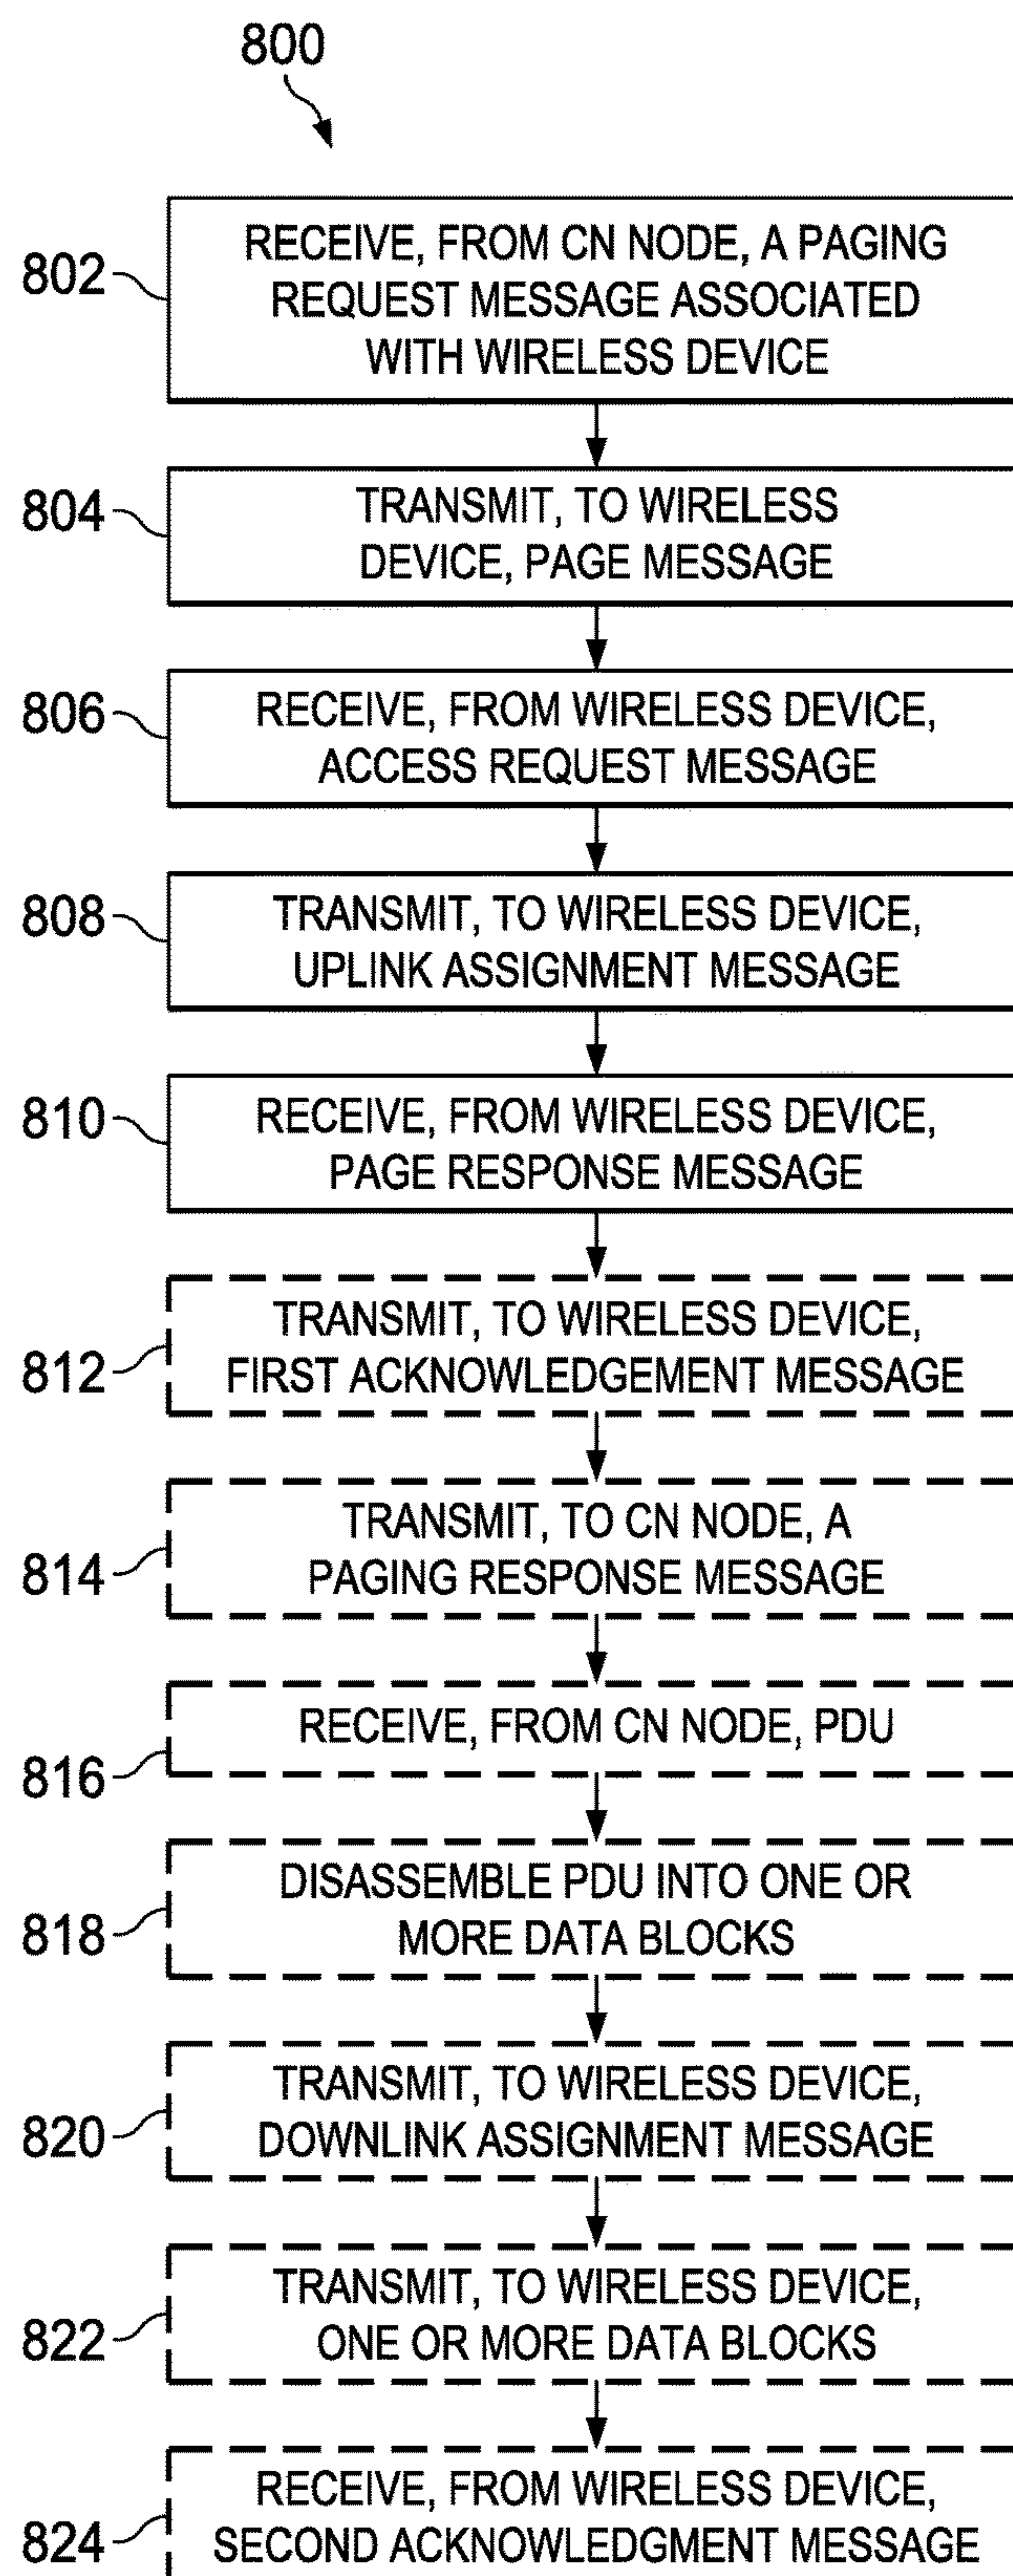 800
802
RECEIVE, FROM CN NODE, A PAGING
REQUEST MESSAGE ASSOCIATED
WITH WIRELESS DEVICE
804
TRANSMIT, TO WIRELESS
DEVICE, PAGE MESSAGE
806
RECEIVE, FROM WIRELESS DEVICE,
ACCESS REQUEST MESSAGE
808
TRANSMIT, TO WIRELESS DEVICE,
UPLINK ASSIGNMENT MESSAGE
810
RECEIVE, FROM WIRELESS DEVICE,
PAGE RESPONSE MESSAGE
812
TRANSMIT, TO WIRELESS DEVICE,
FIRST ACKNOWLEDGEMENT MESSAGE
814
TRANSMIT, TO CN NODE, A
PAGING RESPONSE MESSAGE
816
RECEIVE, FROM CN NODE, PDU
818
DISASSEMBLE PDU INTO ONE OR
MORE DATA BLOCKS
820
TRANSMIT, TO WIRELESS DEVICE,
DOWNLINK ASSIGNMENT MESSAGE
822
TRANSMIT, TO WIRELESS DEVICE,
ONE OR MORE DATA BLOCKS
824
RECEIVE, FROM WIRELESS DEVICE,
SECOND ACKNOWLEDGMENT MESSAGE